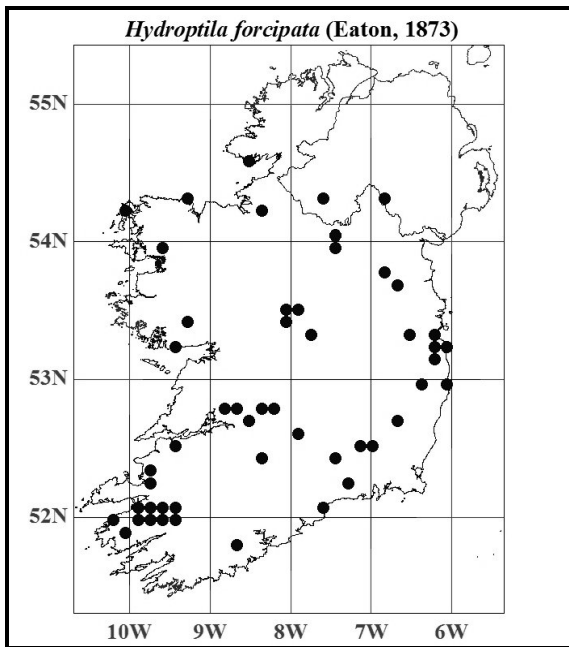 Hydroptila forcipata (Eaton, 1873)
55N
54N
53N
52N
10W 9W 8W 7W 6W